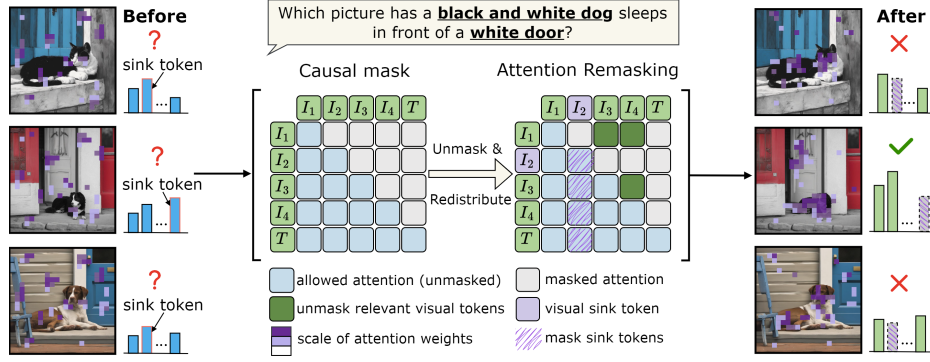 Before
Which picture has a black and white dog sleeps
in front of a white door?
After
?
sink token
...
Causal mask
Attention Remasking
...
I1 I2 I3 I4 T
I1
I2
I3
I4
T
Unmask &
Redistribute
I1 I2 I3 I4 T
I1
I2
I3
I4
T
?
sink token
...
...
?
sink token
...
...
allowed attention (unmasked)
masked attention
unmask relevant visual tokens
visual sink token
scale of attention weights
mask sink tokens